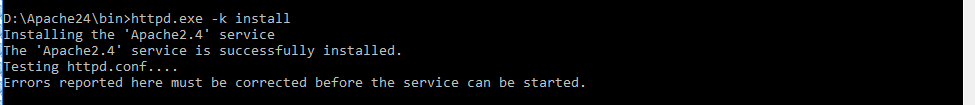 D:\Apache24\bin>httpd.exe -k install
Installing the 'Apache2.4' service
The 'Apache2.4' service is successfully installed.
Testing httpd.conf....
Errors reported here must be corrected before the service can be started.